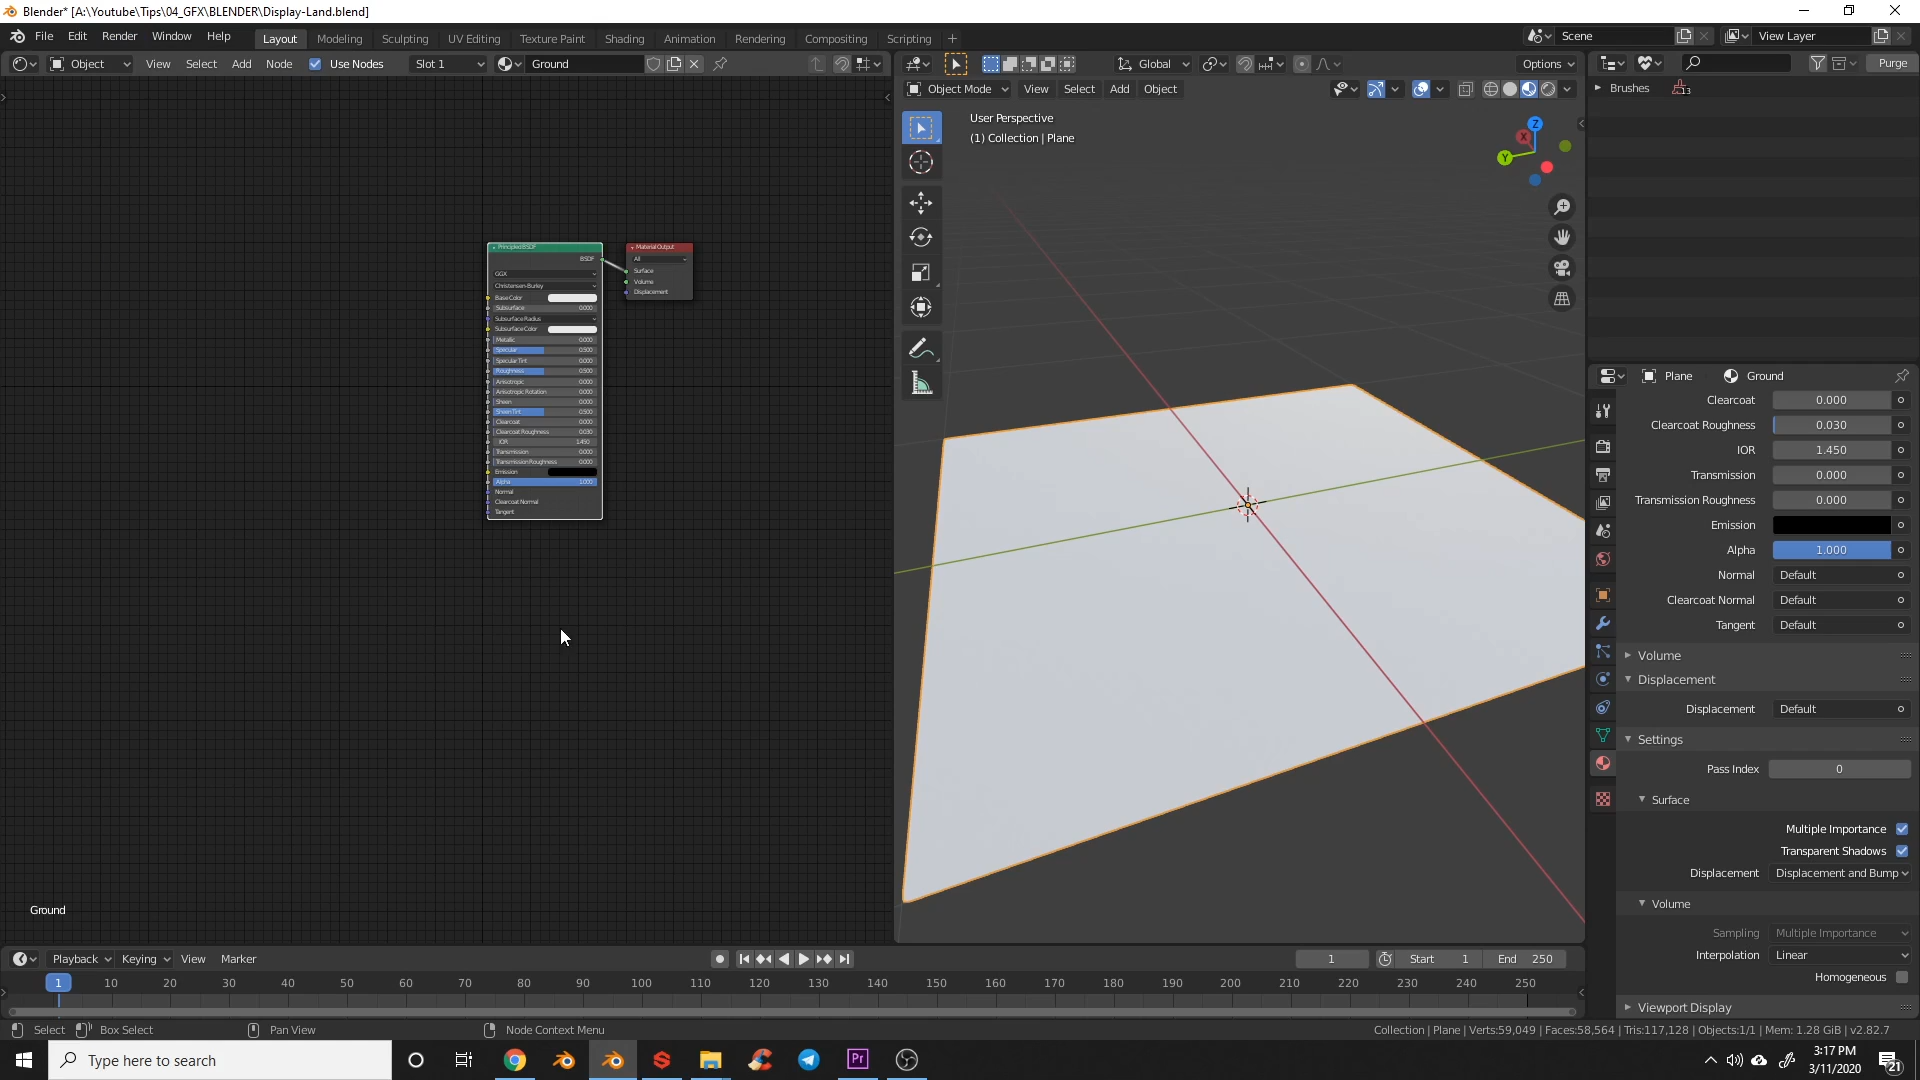 Blender* [A:\Youtube\Tips\04_GFX\BLENDER\Display-Land.blend]
File Edit Render Window Help Layout Modeling Sculpting UV Editing Texture Paint Shading Animation Rendering Compositing Scripting + Scene View Layer
Object View Select Add Node Use Nodes Slot 1 Ground Global Options Purge
Object Mode View Select Add Object Brushes 13
User Perspective
(1) Collection | Plane
Z
X
Y
Principled BSDF Material Output
BSDF All
GGX Surface
Christensen-Burley Volume
Base Color Displacement
Subsurface 0.000
Subsurface Radius
Subsurface Color
Metallic 0.000
Specular 0.500
Specular Tint 0.000
Roughness 0.500
Anisotropic 0.000
Anisotropic Rotation 0.000
Sheen 0.000
Sheen Tint 0.500
Clearcoat 0.000
Clearcoat Roughness 0.030
IOR 1.450
Transmission 0.000
Transmission Roughness 0.000
Emission
Alpha 1.000
Normal
Clearcoat Normal
Tangent
Ground
Plane Ground
Clearcoat 0.000
Clearcoat Roughness 0.030
IOR 1.450
Transmission 0.000
Transmission Roughness 0.000
Emission
Alpha 1.000
Normal Default
Clearcoat Normal Default
Tangent Default
Volume
Displacement
Displacement Default
Settings
Pass Index 0
Surface
Multiple Importance
Transparent Shadows
Displacement Displacement and Bump
Volume
Sampling Multiple Importance
Interpolation Linear
Homogeneous
Viewport Display
Playback Keying View Marker 1 Start 1 End 250
1 10 20 30 40 50 60 70 80 90 100 110 120 130 140 150 160 170 180 190 200 210 220 230 240 250
Select Box Select Pan View Node Context Menu Collection | Plane | Verts:59,049 | Faces:58,564 | Tris:117,128 | Objects:1/1 | Mem: 1.28 GiB | v2.82.7
Type here to search Pr 3:17 PM
3/11/2020 21